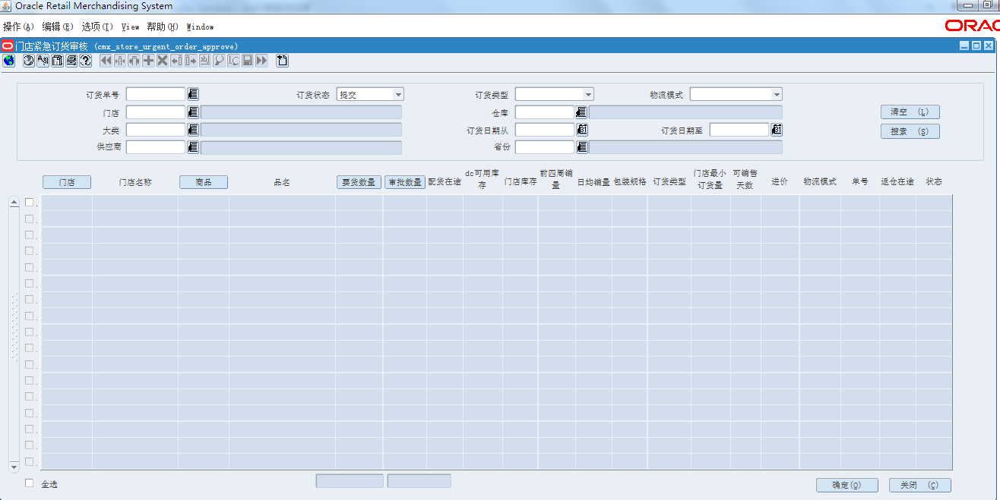 Oracle Retail Merchandising System
操作(A) 编辑(E) 选项(T) View 帮助(H) Window
ORAC
门店紧急订货审核 (cmx_store_urgent_order_approve)
订货单号 订货状态 提交 订货类型 物流模式
门店 仓库 清空 (L)
大类 订货日期从 订货日期至 搜索 (S)
供应商 省份
门店 门店名称 商品 品名 要货数量 审批数量 配货在途 dc可用库存 门店库存 前四周销量 日均销量 包装规格 订货类型 门店最小订货量 可销售天数 进价 物流模式 单号 返仓在途 状态
全选 确定(O) 关闭 (C)